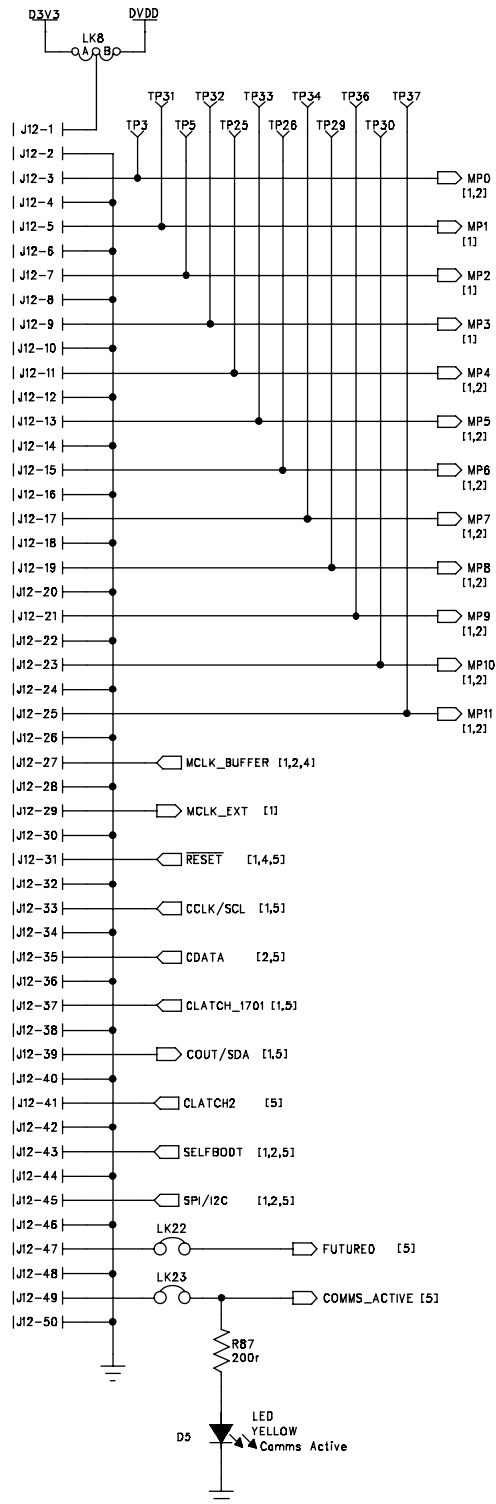 D3V3 DVDD
LK8
A B
TP31 TP32 TP33 TP34 TP36 TP37
TP3 TP5 TP25 TP26 TP29 TP30
J12-1
J12-2
J12-3 MP0
[1,2]
J12-4
J12-5 MP1
[1]
J12-6
J12-7 MP2
[1]
J12-8
J12-9 MP3
[1]
J12-10
J12-11 MP4
[1,2]
J12-12
J12-13 MP5
[1,2]
J12-14
J12-15 MP6
[1,2]
J12-16
J12-17 MP7
[1,2]
J12-18
J12-19 MP8
[1,2]
J12-20
J12-21 MP9
[1,2]
J12-22
J12-23 MP10
[1,2]
J12-24
J12-25 MP11
[1,2]
J12-26
J12-27 MCLK_BUFFER [1,2,4]
J12-28
J12-29 MCLK_EXT [1]
J12-30
J12-31 RESET [1,4,5]
J12-32
J12-33 CCLK/SCL [1,5]
J12-34
J12-35 CDATA [2,5]
J12-36
J12-37 CLATCH_1701 [1,5]
J12-38
J12-39 COUT/SDA [1,5]
J12-40
J12-41 CLATCH2 [5]
J12-42
J12-43 SELFBOOT [1,2,5]
J12-44
J12-45 SPI/I2C [1,2,5]
J12-46
LK22
J12-47 FUTURE0 [5]
J12-48
LK23
J12-49 COMMS_ACTIVE [5]
J12-50
R87
200r
LED
YELLOW
D5 Comms Active